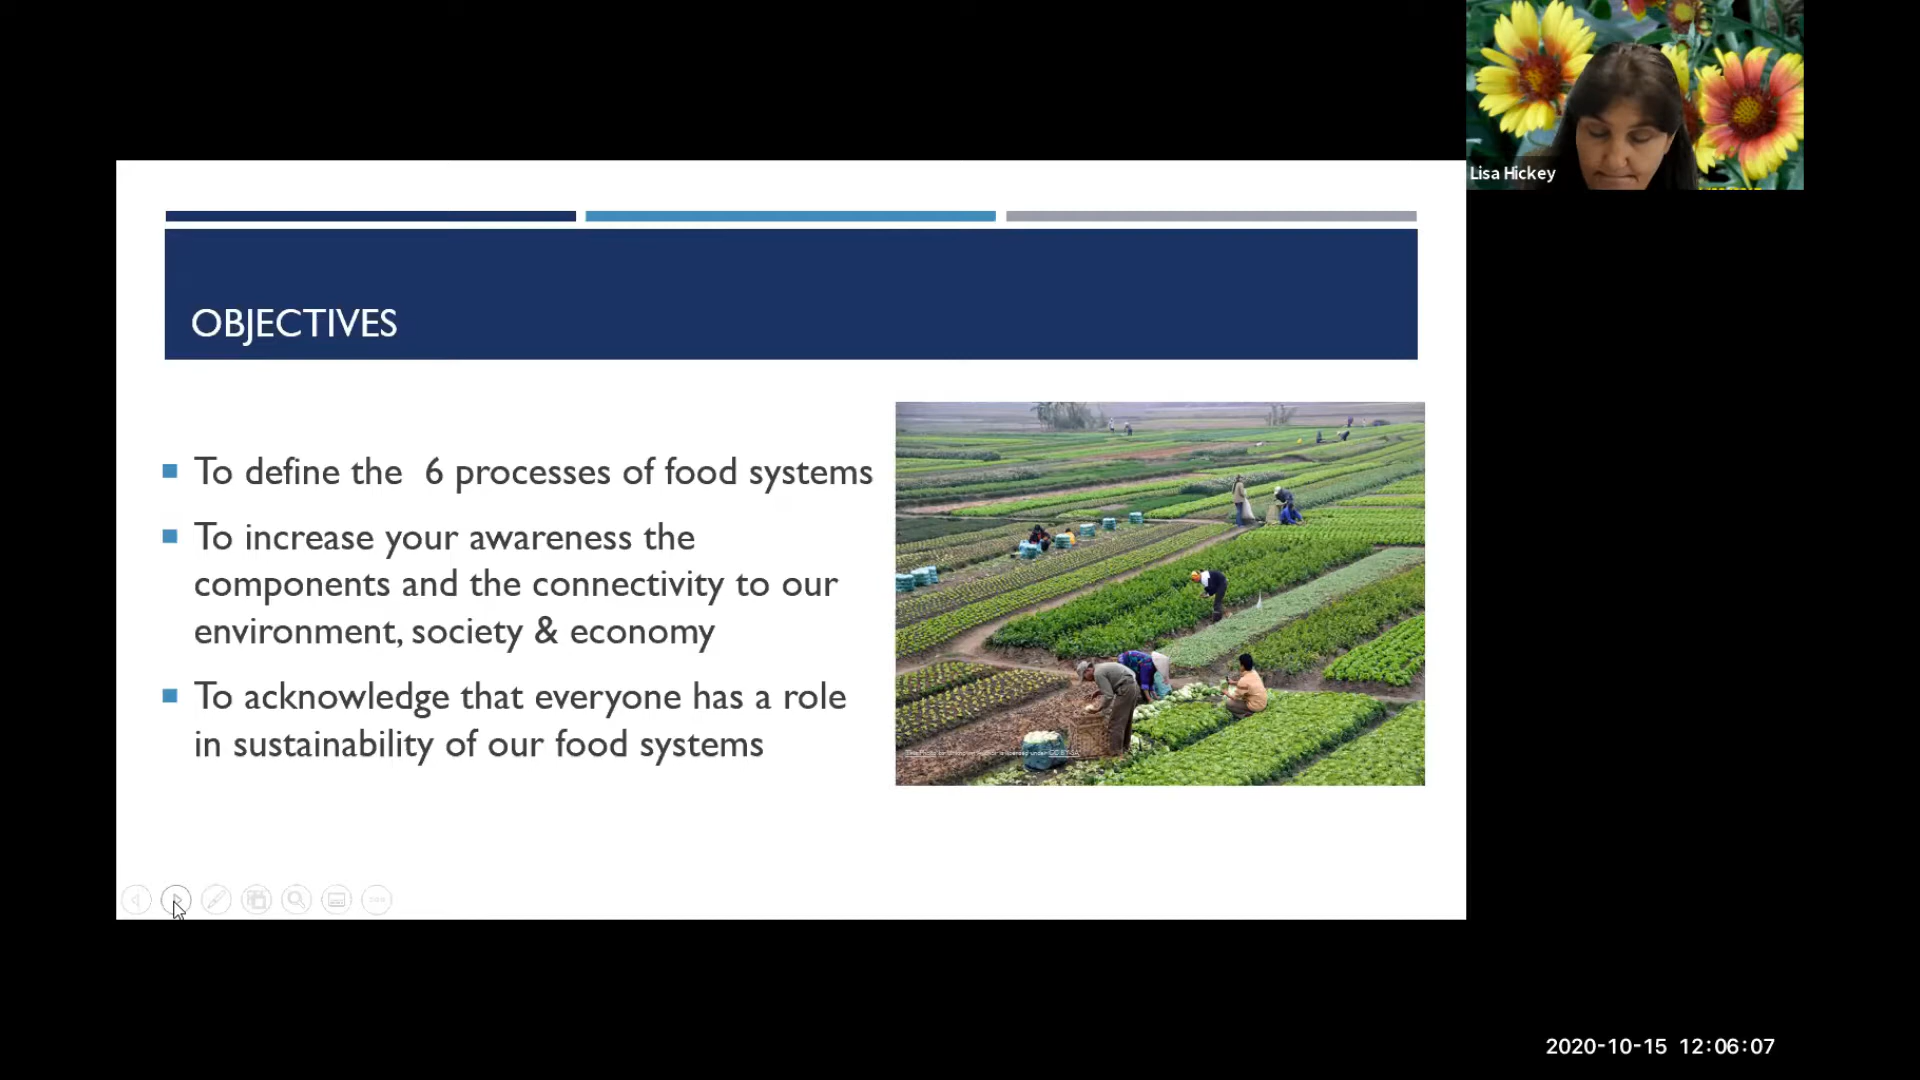 Lisa Hickey
OBJECTIVES
To define the 6 processes of food systems
To increase your awareness the
components and the connectivity to our
environment, society & economy
To acknowledge that everyone has a role
in sustainability of our food systems
2020-10-15 12:06:07